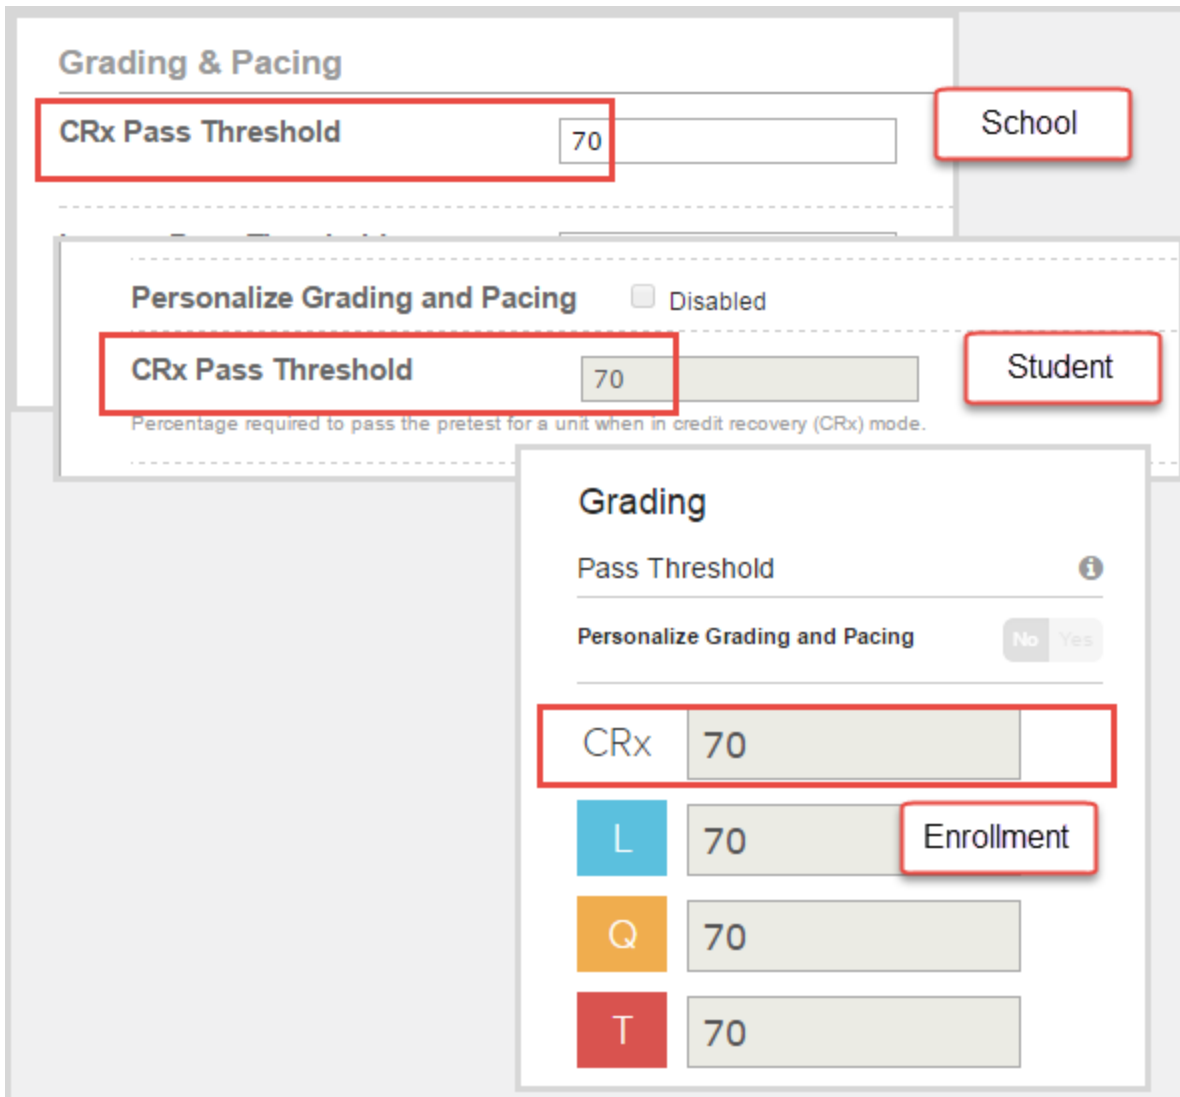 Grading & Pacing
CRx Pass Threshold 70
School
Personalize Grading and Pacing Disabled
CRx Pass Threshold 70
Student
Percentage required to pass the pretest for a unit when in credit recovery (CRx) mode.
Grading
Pass Threshold
Personalize Grading and Pacing No Yes
CRx 70
L 70
Enrollment
Q 70
T 70